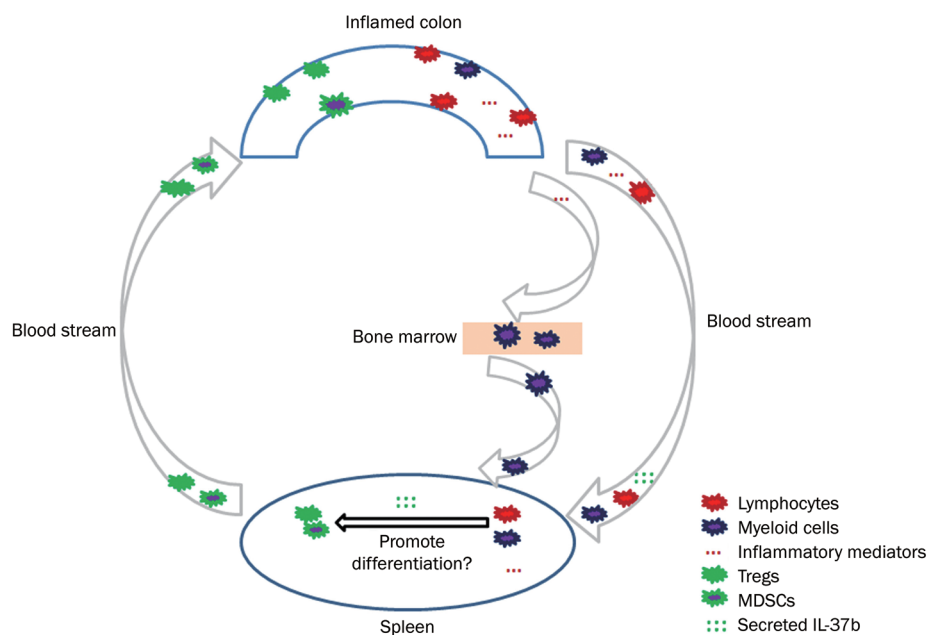 Inflamed colon
Blood stream
Bone marrow
Blood stream
Promote
differentiation?
Spleen
Lymphocytes
Myeloid cells
Inflammatory mediators
Tregs
MDSCs
Secreted IL-37b